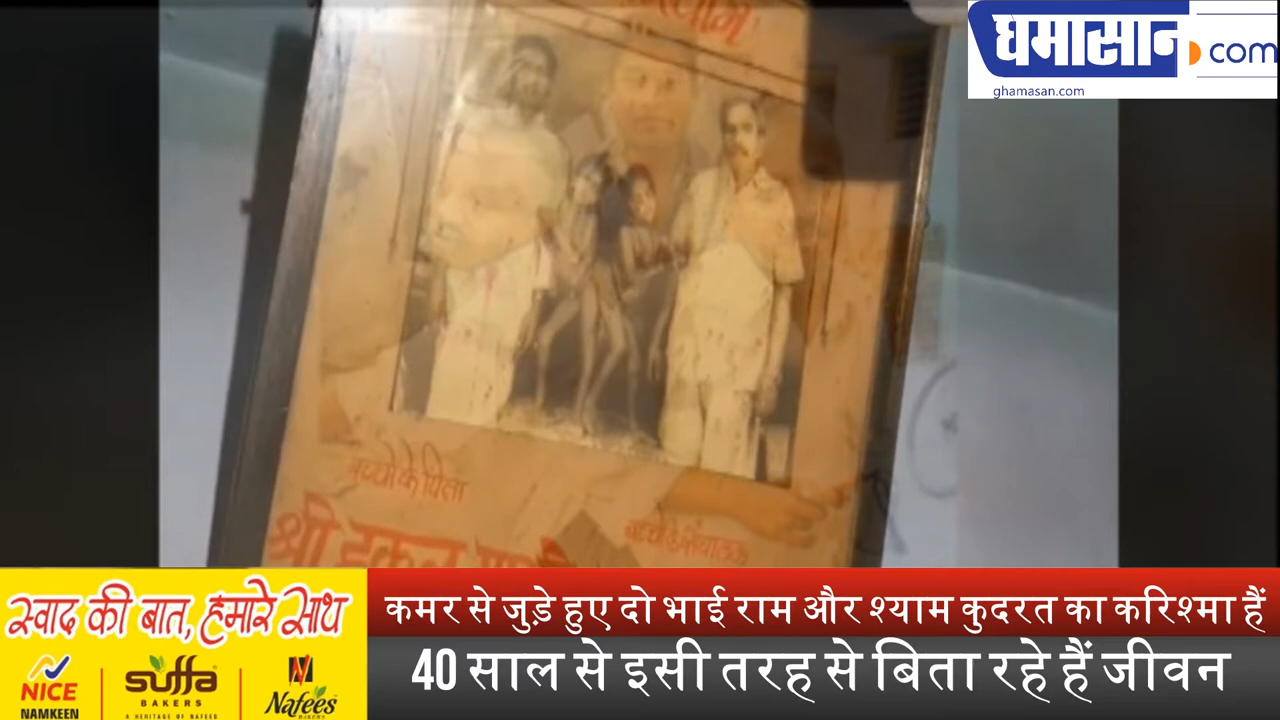 घमासान
com
ghamasan.com
बच्चो के पिता
श्री
स्वाद की बात, हमारे साथ
NICE
NAMKEEN
suffa
BAKERS
A HERITAGE OF NAFEES
Nafees
BAKERS
कमर से जुड़े हुए दो भाई राम और श्याम कुदरत का करिश्मा हैं
40 साल से इसी तरह से बिता रहे हैं जीवन